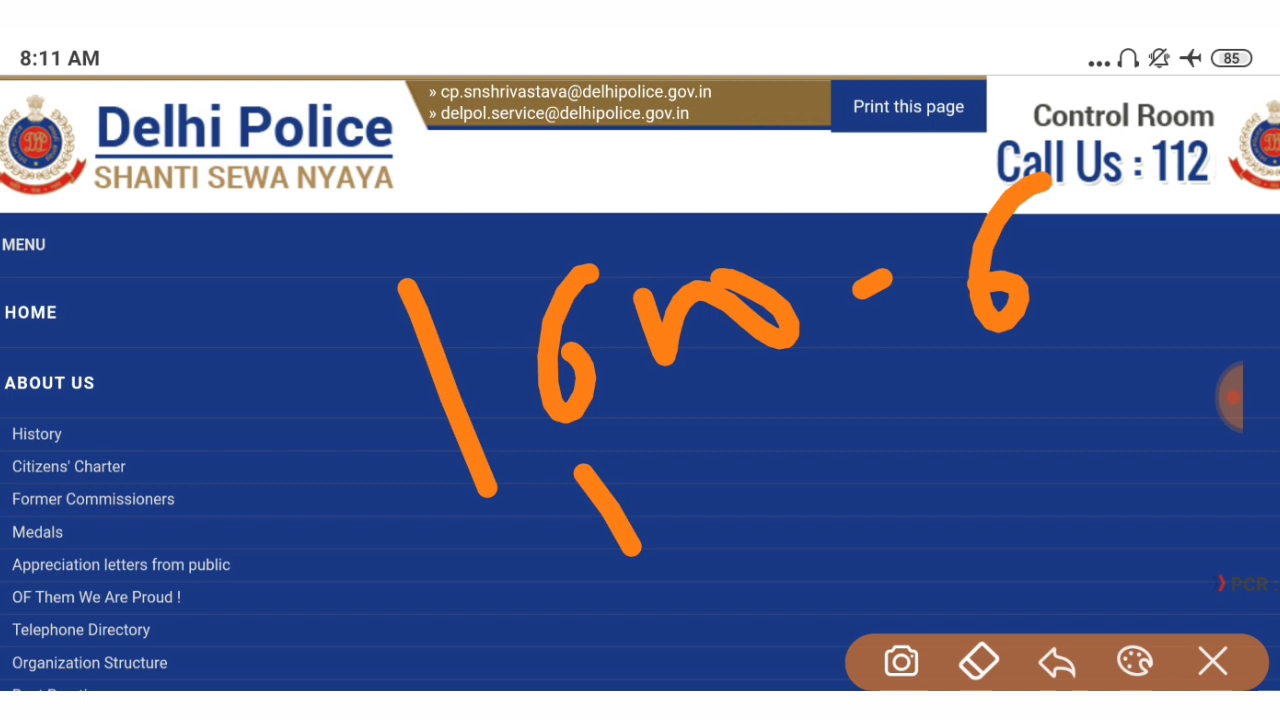 8:11 AM
85
Delhi Police
SHANTI SEWA NYAYA
» cp.snshrivastava@delhipolice.gov.in
» delpol.service@delhipolice.gov.in
Print this page
Control Room
Call Us : 112
MENU
HOME
ABOUT US
History
Citizens' Charter
Former Commissioners
Medals
Appreciation letters from public
OF Them We Are Proud !
Telephone Directory
Organization Structure
PCR